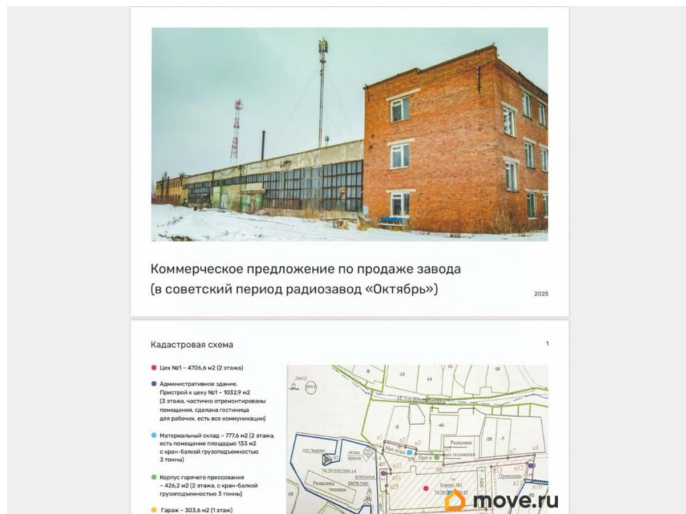 Коммерческое предложение по продаже завода
(в советский период радиозавод «Октябрь»)
2025
Кадастровая схема
1
Цех №1 – 4706,6 м2 (2 этажа)
Административное здание.
Пристрой к цеху №1 – 1032,9 м2
(3 этажа, частично отремонтированы
помещения, сделана гостиница
для рабочих, есть все коммуникации)
Материальный склад – 777,6 м2 (2 этажа,
есть помещение площадью 133 м2
с кран-балкой грузоподъемностью
3 тонны)
Корпус горячего прессования
– 426,2 м2 (2 этажа, с кран-балкой
грузоподъемностью 3 тонны)
Гараж – 303,6 м2 (1 этаж)
move.ru